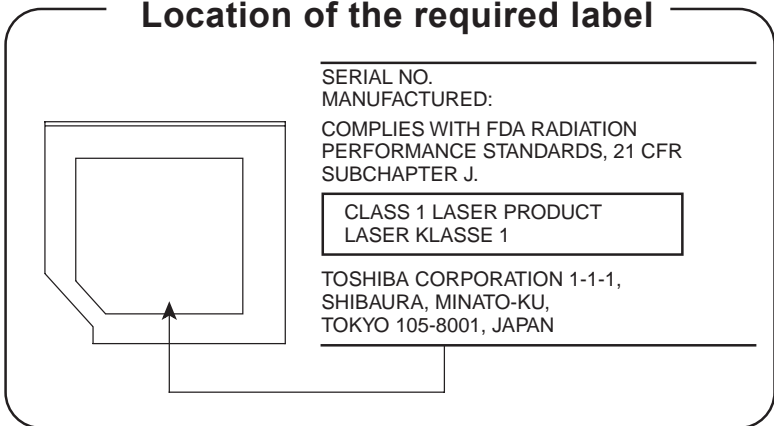 Location of the required label
SERIAL NO.
MANUFACTURED:
COMPLIES WITH FDA RADIATION
PERFORMANCE STANDARDS, 21 CFR
SUBCHAPTER J.
CLASS 1 LASER PRODUCT
LASER KLASSE 1
TOSHIBA CORPORATION 1-1-1,
SHIBAURA, MINATO-KU,
TOKYO 105-8001, JAPAN